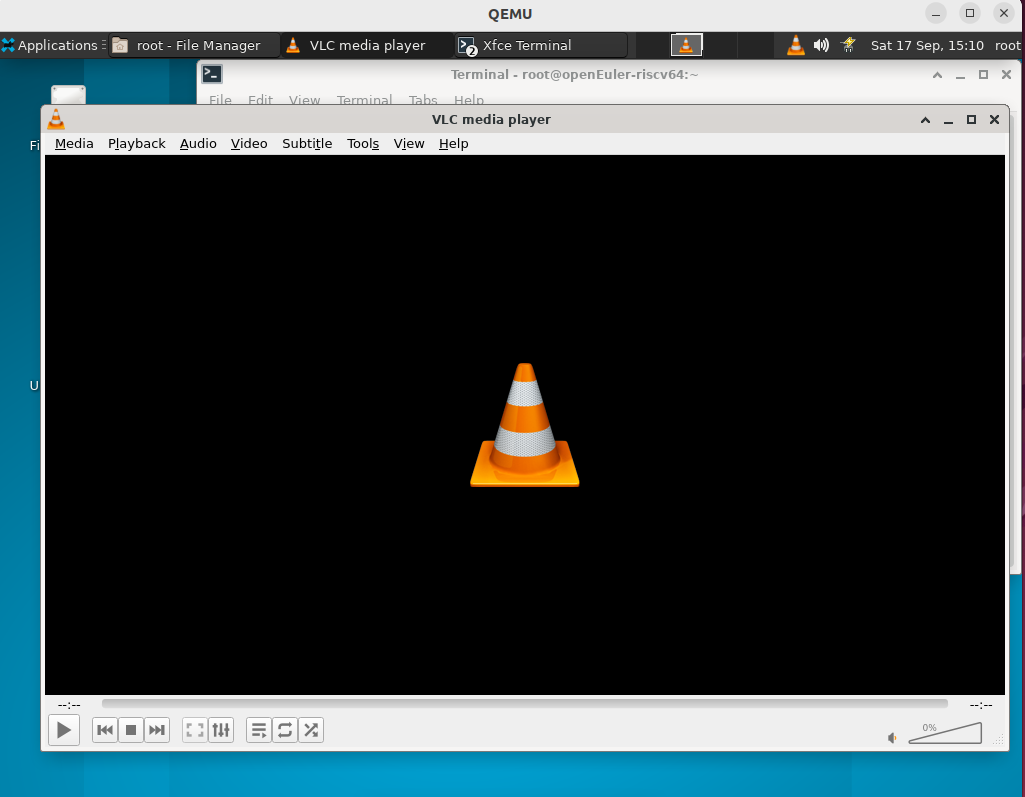 QEMU
Applications root - File Manager VLC media player 2 Xfce Terminal Sat 17 Sep, 15:10 root
Terminal - root@openEuler-riscv64:~
File Edit View Terminal Tabs Help
VLC media player
Media Playback Audio Video Subtitle Tools View Help
Fi
U
--:-- --:--
0%